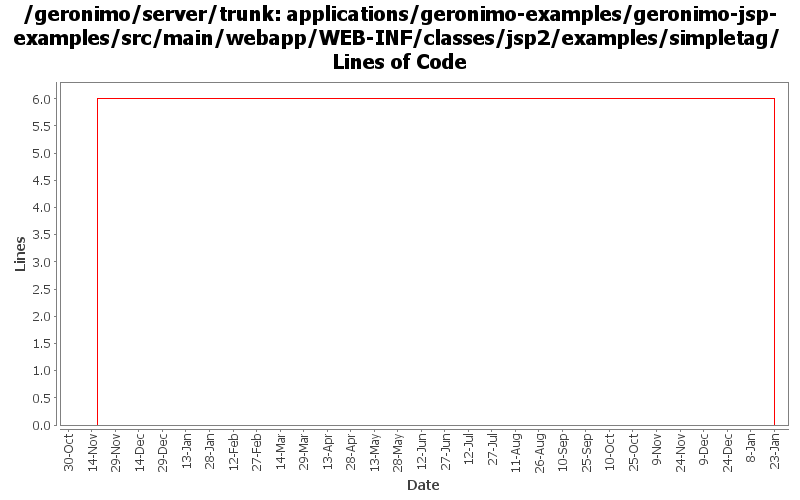 /geronimo/server/trunk: applications/geronimo-examples/geronimo-jsp-
examples/src/main/webapp/WEB-INF/classes/jsp2/examples/simpletag/
Lines of Code
6.0
5.5
5.0
4.5
4.0
3.5
3.0
2.5
2.0
1.5
1.0
0.5
0.0
Lines
30-Oct
14-Nov
29-Nov
14-Dec
29-Dec
13-Jan
28-Jan
12-Feb
27-Feb
14-Mar
29-Mar
13-Apr
28-Apr
13-May
28-May
12-Jun
27-Jun
12-Jul
27-Jul
11-Aug
26-Aug
10-Sep
25-Sep
10-Oct
25-Oct
9-Nov
24-Nov
9-Dec
24-Dec
8-Jan
23-Jan
Date